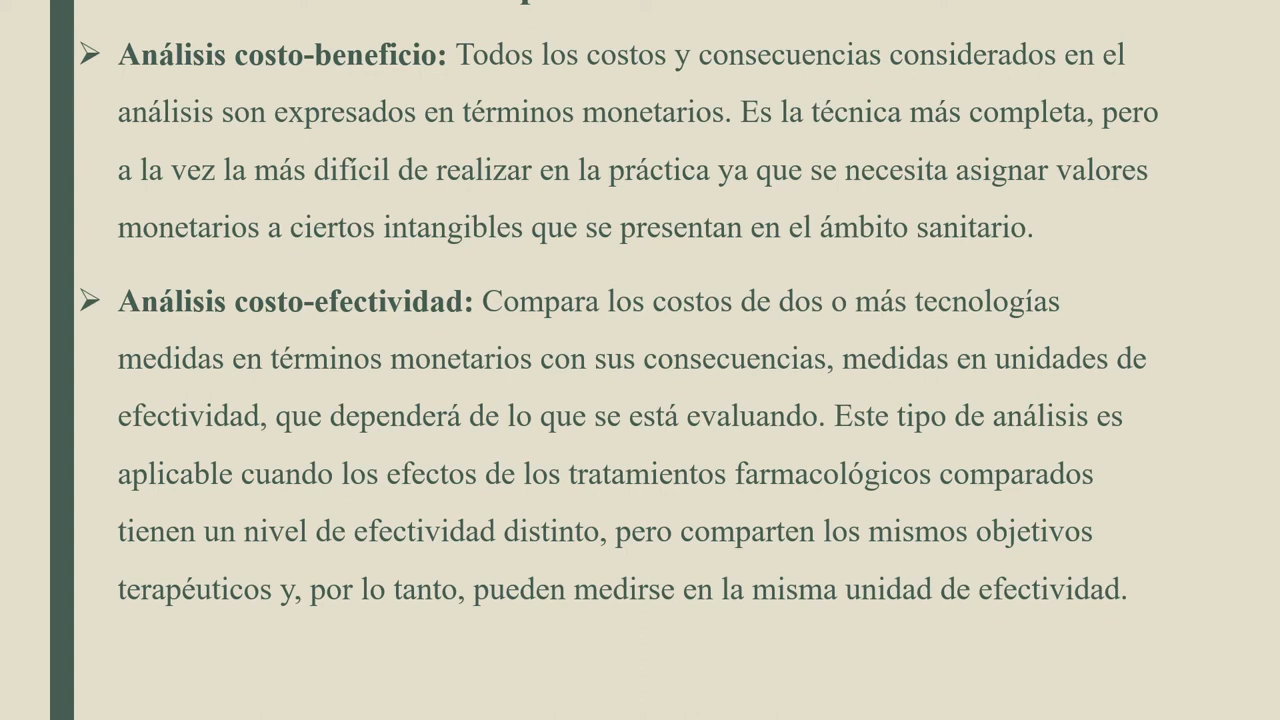 Análisis costo-beneficio: Todos los costos y consecuencias considerados en el
análisis son expresados en términos monetarios. Es la técnica más completa, pero
a la vez la más difícil de realizar en la práctica ya que se necesita asignar valores
monetarios a ciertos intangibles que se presentan en el ámbito sanitario.
Análisis costo-efectividad: Compara los costos de dos o más tecnologías
medidas en términos monetarios con sus consecuencias, medidas en unidades de
efectividad, que dependerá de lo que se está evaluando. Este tipo de análisis es
aplicable cuando los efectos de los tratamientos farmacológicos comparados
tienen un nivel de efectividad distinto, pero comparten los mismos objetivos
terapéuticos y, por lo tanto, pueden medirse en la misma unidad de efectividad.